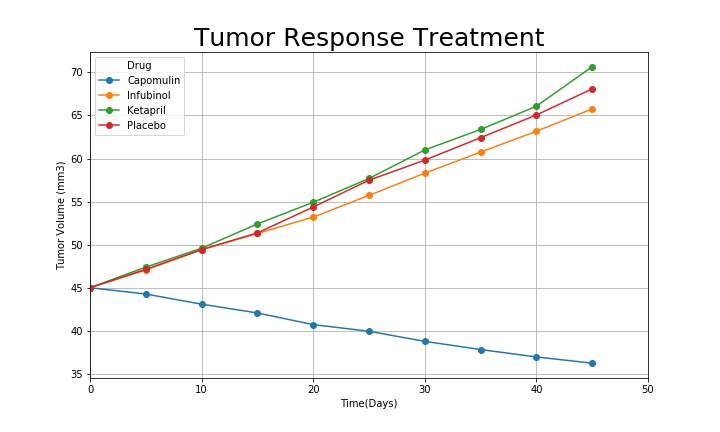 Tumor Response Treatment
Drug
Capomulin
Infubinol
Ketapril
Placebo
Tumor Volume (mm3)
70
65
60
55
50
45
40
35
0 10 20 30 40 50
Time(Days)